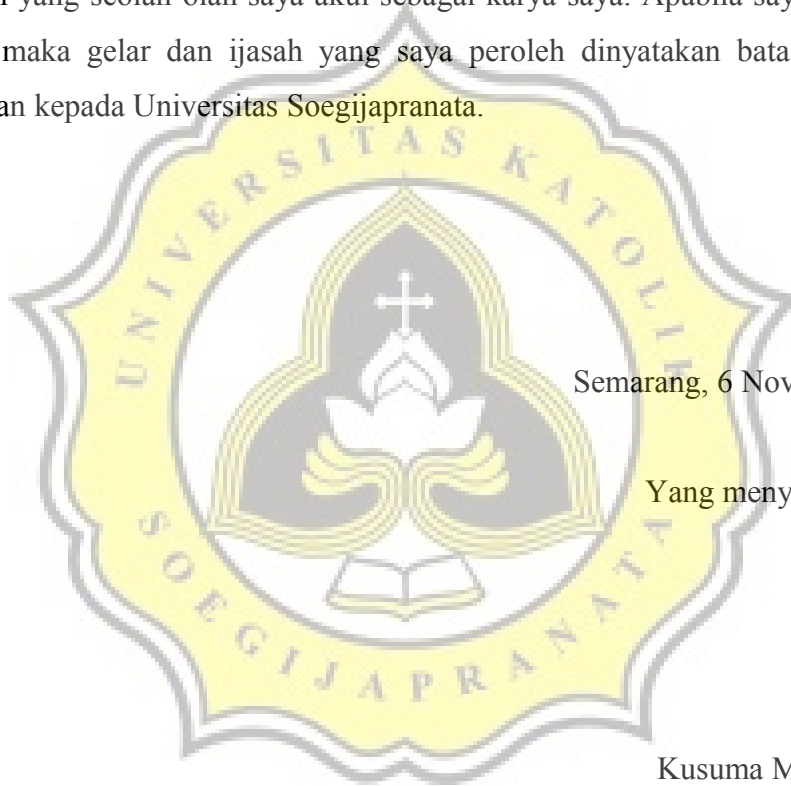 yang seolah olah saya akui sebagai karya saya. Apabila say
maka gelar dan ijasah yang saya peroleh dinyatakan bata
an kepada Universitas Soegijapranata.
UNIVERSITAS KATOLIK
Semarang, 6 Nov
Yang meny
SOEGIJAPRANATA
Kusuma M